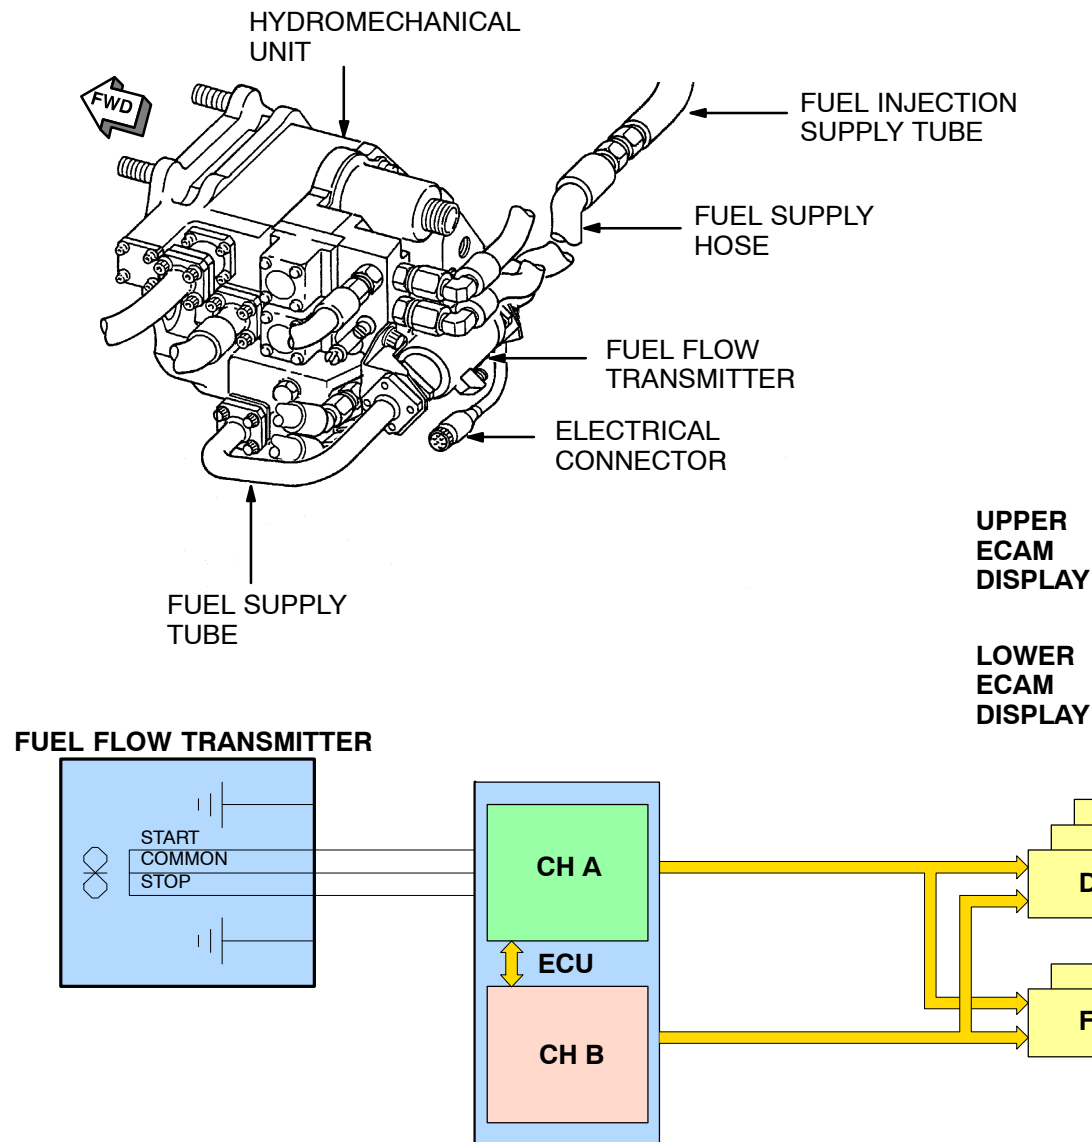 HYDROMECHANICAL
UNIT
FWD
FUEL INJECTION
SUPPLY TUBE
FUEL SUPPLY
HOSE
FUEL FLOW
TRANSMITTER
ELECTRICAL
CONNECTOR
FUEL SUPPLY
TUBE
UPPER
ECAM
DISPLAY
LOWER
ECAM
DISPLAY
FUEL FLOW TRANSMITTER
START
COMMON
STOP
CH A
ECU
CH B
D
F